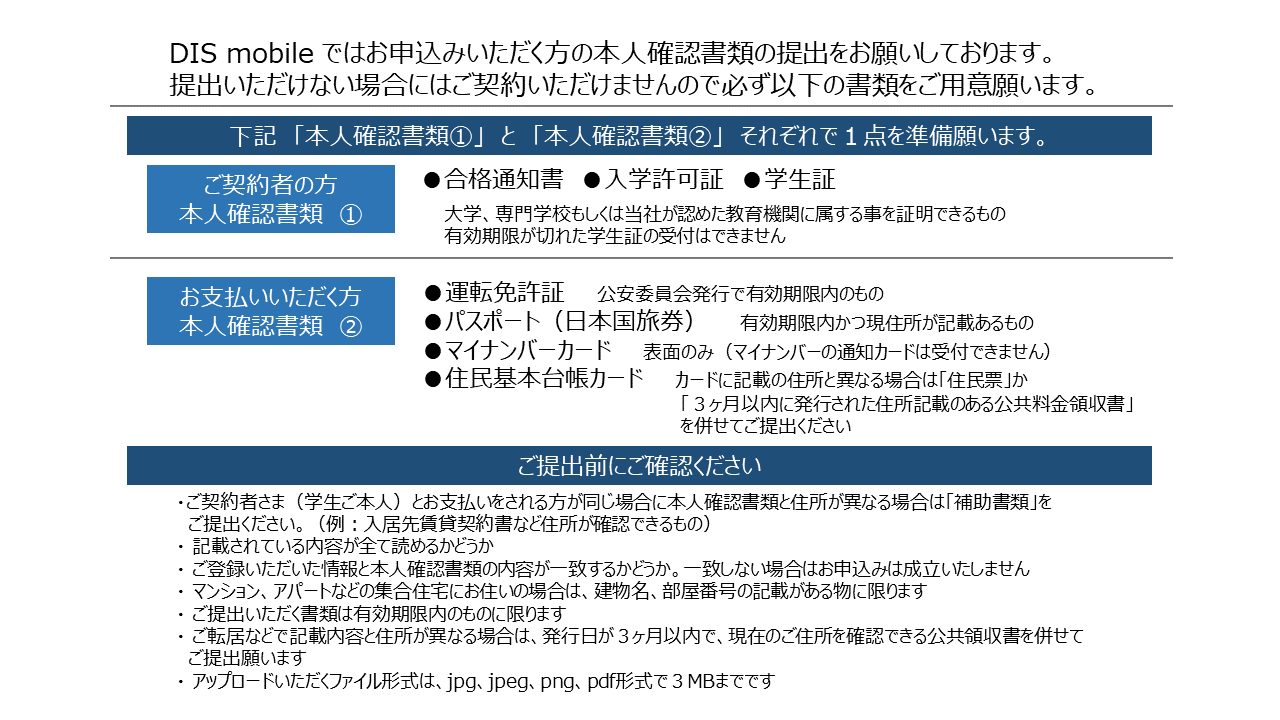 DIS mobile ではお申込みいただく方の本人確認書類の提出をお願いしております。
提出いただけない場合にはご契約いただけませんので必ず以下の書類をご用意願います。
下記 「本人確認書類①」 と 「本人確認書類②」 それぞれで 1 点を準備願います。
ご契約者の方
本人確認書類 ①
●合格通知書 ●入学許可証 ●学生証
大学、専門学校もしくは当社が認めた教育機関に属する事を証明できるもの
有効期限が切れた学生証の受付はできません
お支払いいただく方
本人確認書類 ②
●運転免許証 公安委員会発行で有効期限内のもの
●パスポート（日本国旅券） 有効期限内かつ現住所が記載あるもの
●マイナンバーカード 表面のみ（マイナンバーの通知カードは受付できません）
●住民基本台帳カード カードに記載の住所と異なる場合は「住民票」か
「３ヶ月以内に発行された住所記載のある公共料金領収書」
を併せてご提出ください
ご提出前にご確認ください
・ご契約者さま（学生ご本人）とお支払いをされる方が同じ場合に本人確認書類と住所が異なる場合は「補助書類」を
ご提出ください。（例：入居先賃貸契約書など住所が確認できるもの）
・ 記載されている内容が全て読めるかどうか
・ ご登録いただいた情報と本人確認書類の内容が一致するかどうか。一致しない場合はお申込みは成立いたしません
・ マンション、アパートなどの集合住宅にお住いの場合は、建物名、部屋番号の記載がある物に限ります
・ ご提出いただく書類は有効期限内のものに限ります
・ ご転居などで記載内容と住所が異なる場合は、発行日が３ヶ月以内で、現在のご住所を確認できる公共領収書を併せて
ご提出願います
・ アップロードいただくファイル形式は、jpg、jpeg、png、pdf形式で３MBまでです